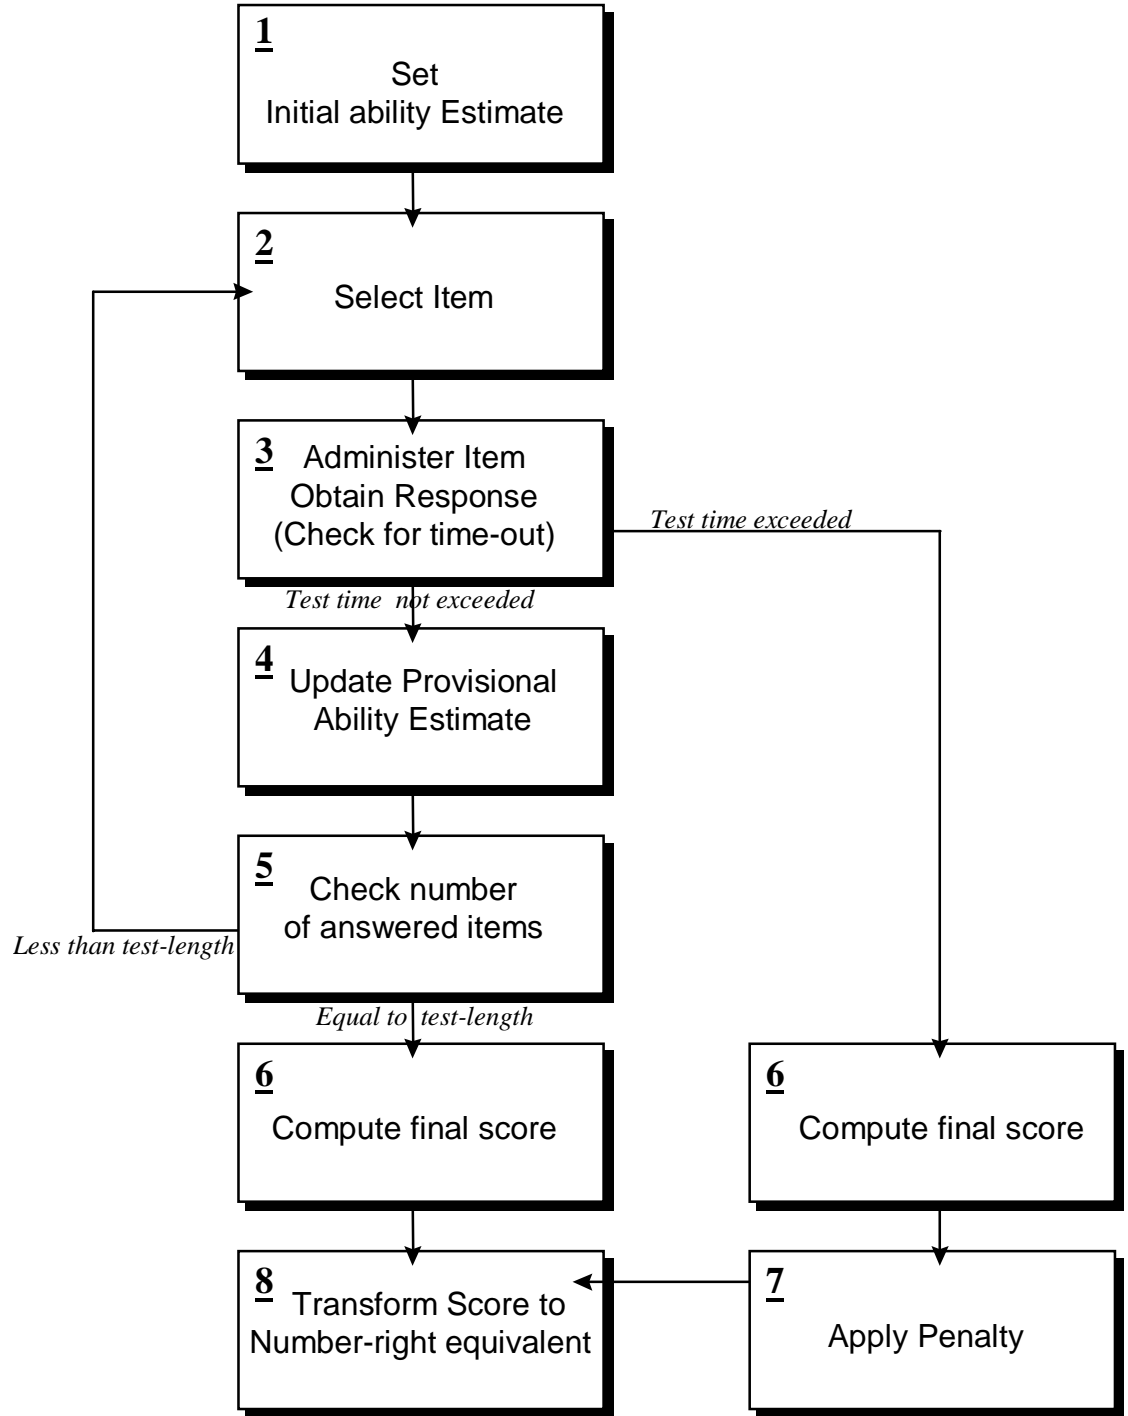 1
Set
Initial ability Estimate
2
Select Item
3
Administer Item
Obtain Response
(Check for time-out)
Test time exceeded
Test time not exceeded
4
Update Provisional
Ability Estimate
5
Check number
of answered items
Less than test-length
Equal to test-length
6
Compute final score
6
Compute final score
8
Transform Score to
Number-right equivalent
7
Apply Penalty